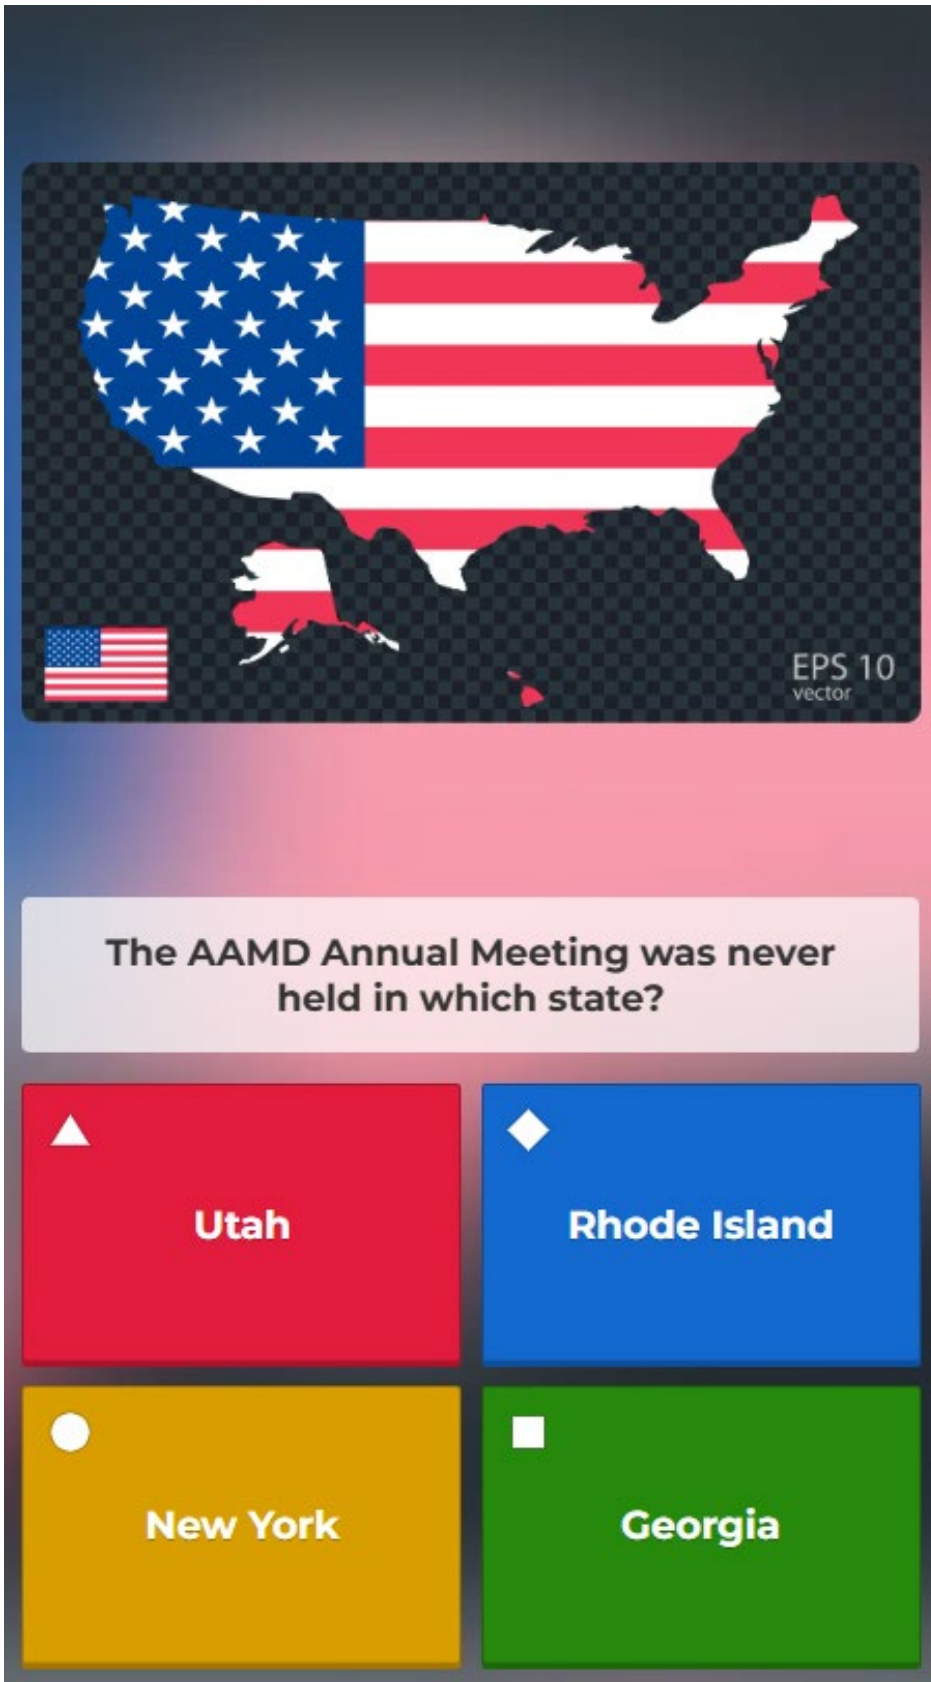 EPS 10
vector
The AAMD Annual Meeting was never
held in which state?
Utah
Rhode Island
New York
Georgia